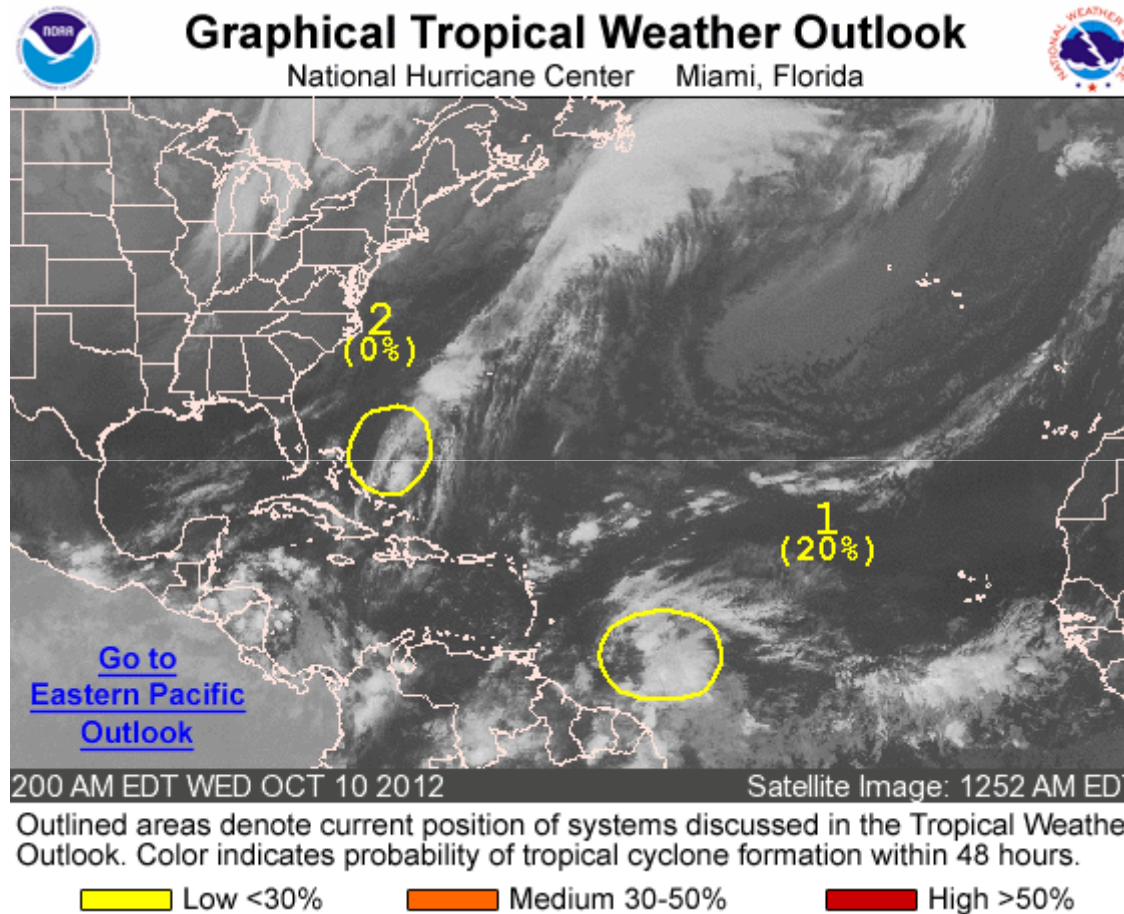 NOAA
Graphical Tropical Weather Outlook
National Hurricane Center Miami, Florida
NATIONAL WEATHER
2
(0%)
1
(20%)
Go to
Eastern Pacific
Outlook
200 AM EDT WED OCT 10 2012 Satellite Image: 1252 AM EDT
Outlined areas denote current position of systems discussed in the Tropical Weathe
Outlook. Color indicates probability of tropical cyclone formation within 48 hours.
Low <30% Medium 30-50% High >50%